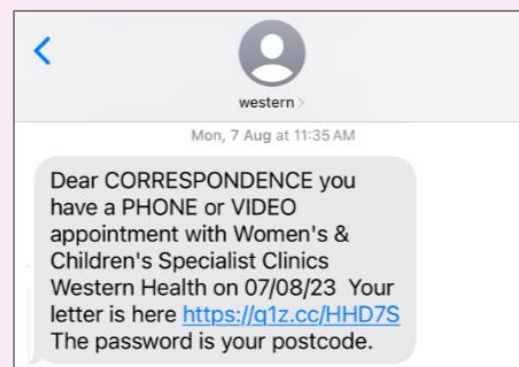 western
Mon, 7 Aug at 11:35 AM
Dear CORRESPONDENCE you
have a PHONE or VIDEO
appointment with Women's &
Children's Specialist Clinics
Western Health on 07/08/23  Your
letter is here https://q1z.cc/HHD7S
The password is your postcode.